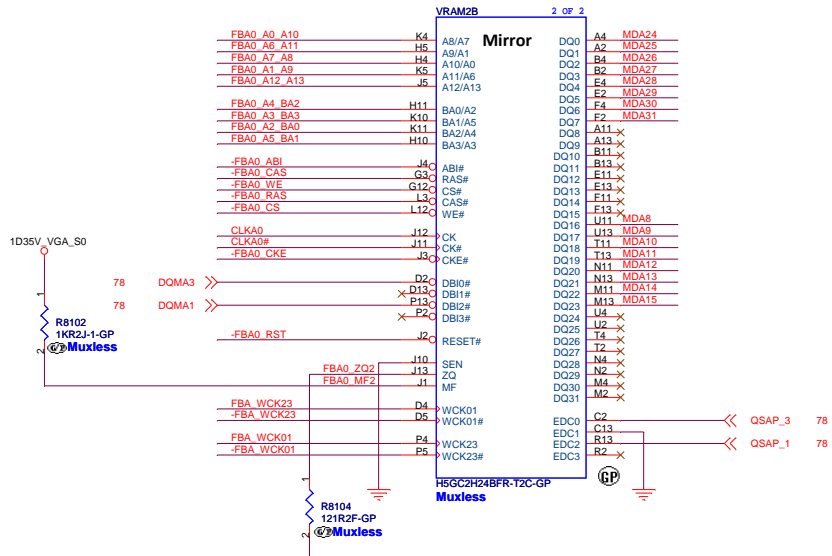 VRAM2B 2 OF 2
Mirror
FBA0_A0_A10 K4 A8/A7 DQ0 A4 MDA24
FBA0_A6_A11 H5 A9/A1 DQ1 A2 MDA25
FBA0_A7_A8 H4 A10/A0 DQ2 B4 MDA26
FBA0_A1_A9 K5 A11/A6 DQ3 B2 MDA27
FBA0_A12_A13 J5 A12/A13 DQ4 E4 MDA28
DQ5 E2 MDA29
FBA0_A4_BA2 H11 BA0/A2 DQ6 F4 MDA30
FBA0_A3_BA3 K10 BA1/A5 DQ7 F2 MDA31
FBA0_A2_BA0 K11 BA2/A4 DQ8 A11
FBA0_A5_BA1 H10 BA3/A3 DQ9 A13
DQ10 B11
-FBA0_ABI J4 ABI# DQ11 B13
FBA0_CAS G3 RAS# DQ12 E11
-FBA0_WE G12 CS# DQ13 E13
-FBA0_RAS L3 CAS# DQ14 F11
-FBA0_CS L12 WE# DQ15 F13
DQ16 U11 MDA8
CLKA0 J12 CK DQ17 U13 MDA9
CLKA0# J11 CK# DQ18 T11 MDA10
-FBA0_CKE J3 CKE# DQ19 T13 MDA11
DQ20 N11 MDA12
78 DQMA3 D2 DBI0# DQ21 N13 MDA13
D13 DBI1# DQ22 M11 MDA14
78 DQMA1 P13 DBI2# DQ23 M13 MDA15
P2 DBI3# DQ24 U4
DQ25 U2
-FBA0_RST J2 RESET# DQ26 T4
DQ27 T2
J10 SEN DQ28 N4
FBA0_ZQ2 J13 ZQ DQ29 N2
FBA0_MF2 J1 MF DQ30 M4
DQ31 M2
FBA_WCK23 D4 WCK01
-FBA_WCK23 D5 WCK01# EDC0 C2 QSAP_3 78
EDC1 C13
FBA_WCK01 P4 WCK23 EDC2 R13 QSAP_1 78
-FBA_WCK01 P5 WCK23# EDC3 R2
1D35V_VGA_S0
1
R8102
1KR2J-1-GP
2
GP Muxless
H5GC2H24BFR-T2C-GP
Muxless
GP
1
R8104
121R2F-GP
GP Muxless
2